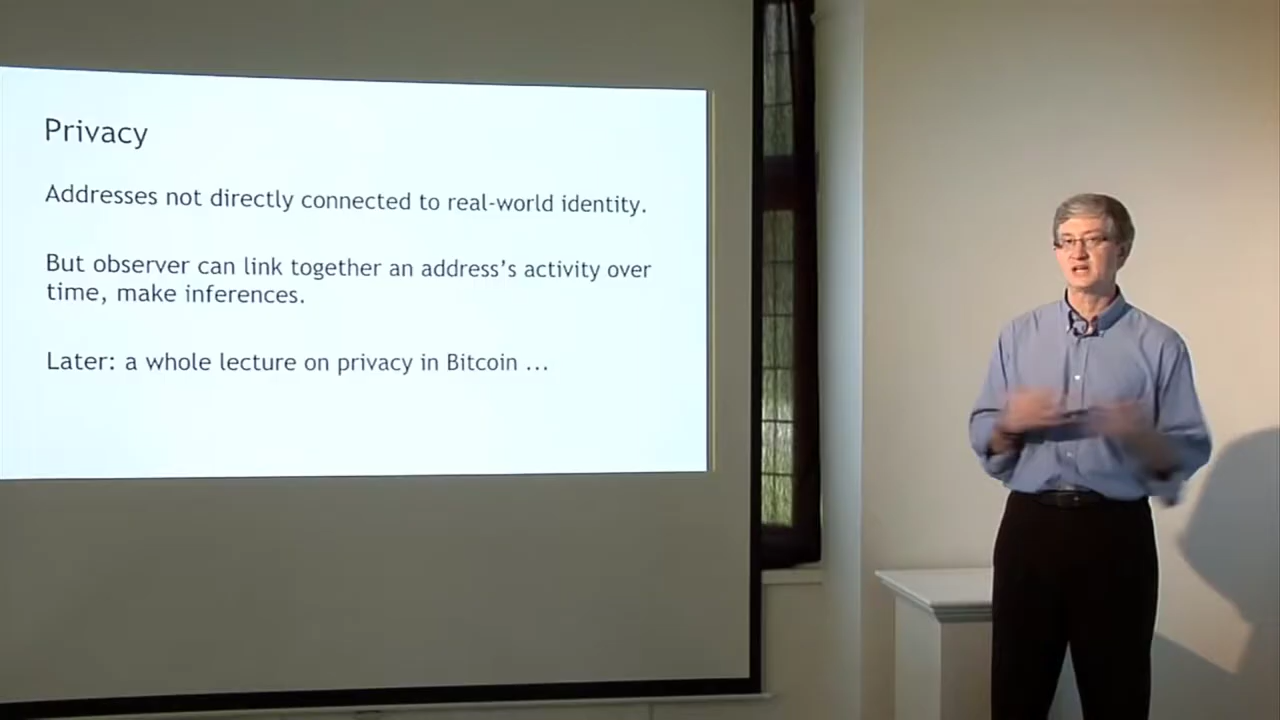 Privacy
Addresses not directly connected to real-world identity.
But observer can link together an address's activity over
time, make inferences.
Later: a whole lecture on privacy in Bitcoin ...